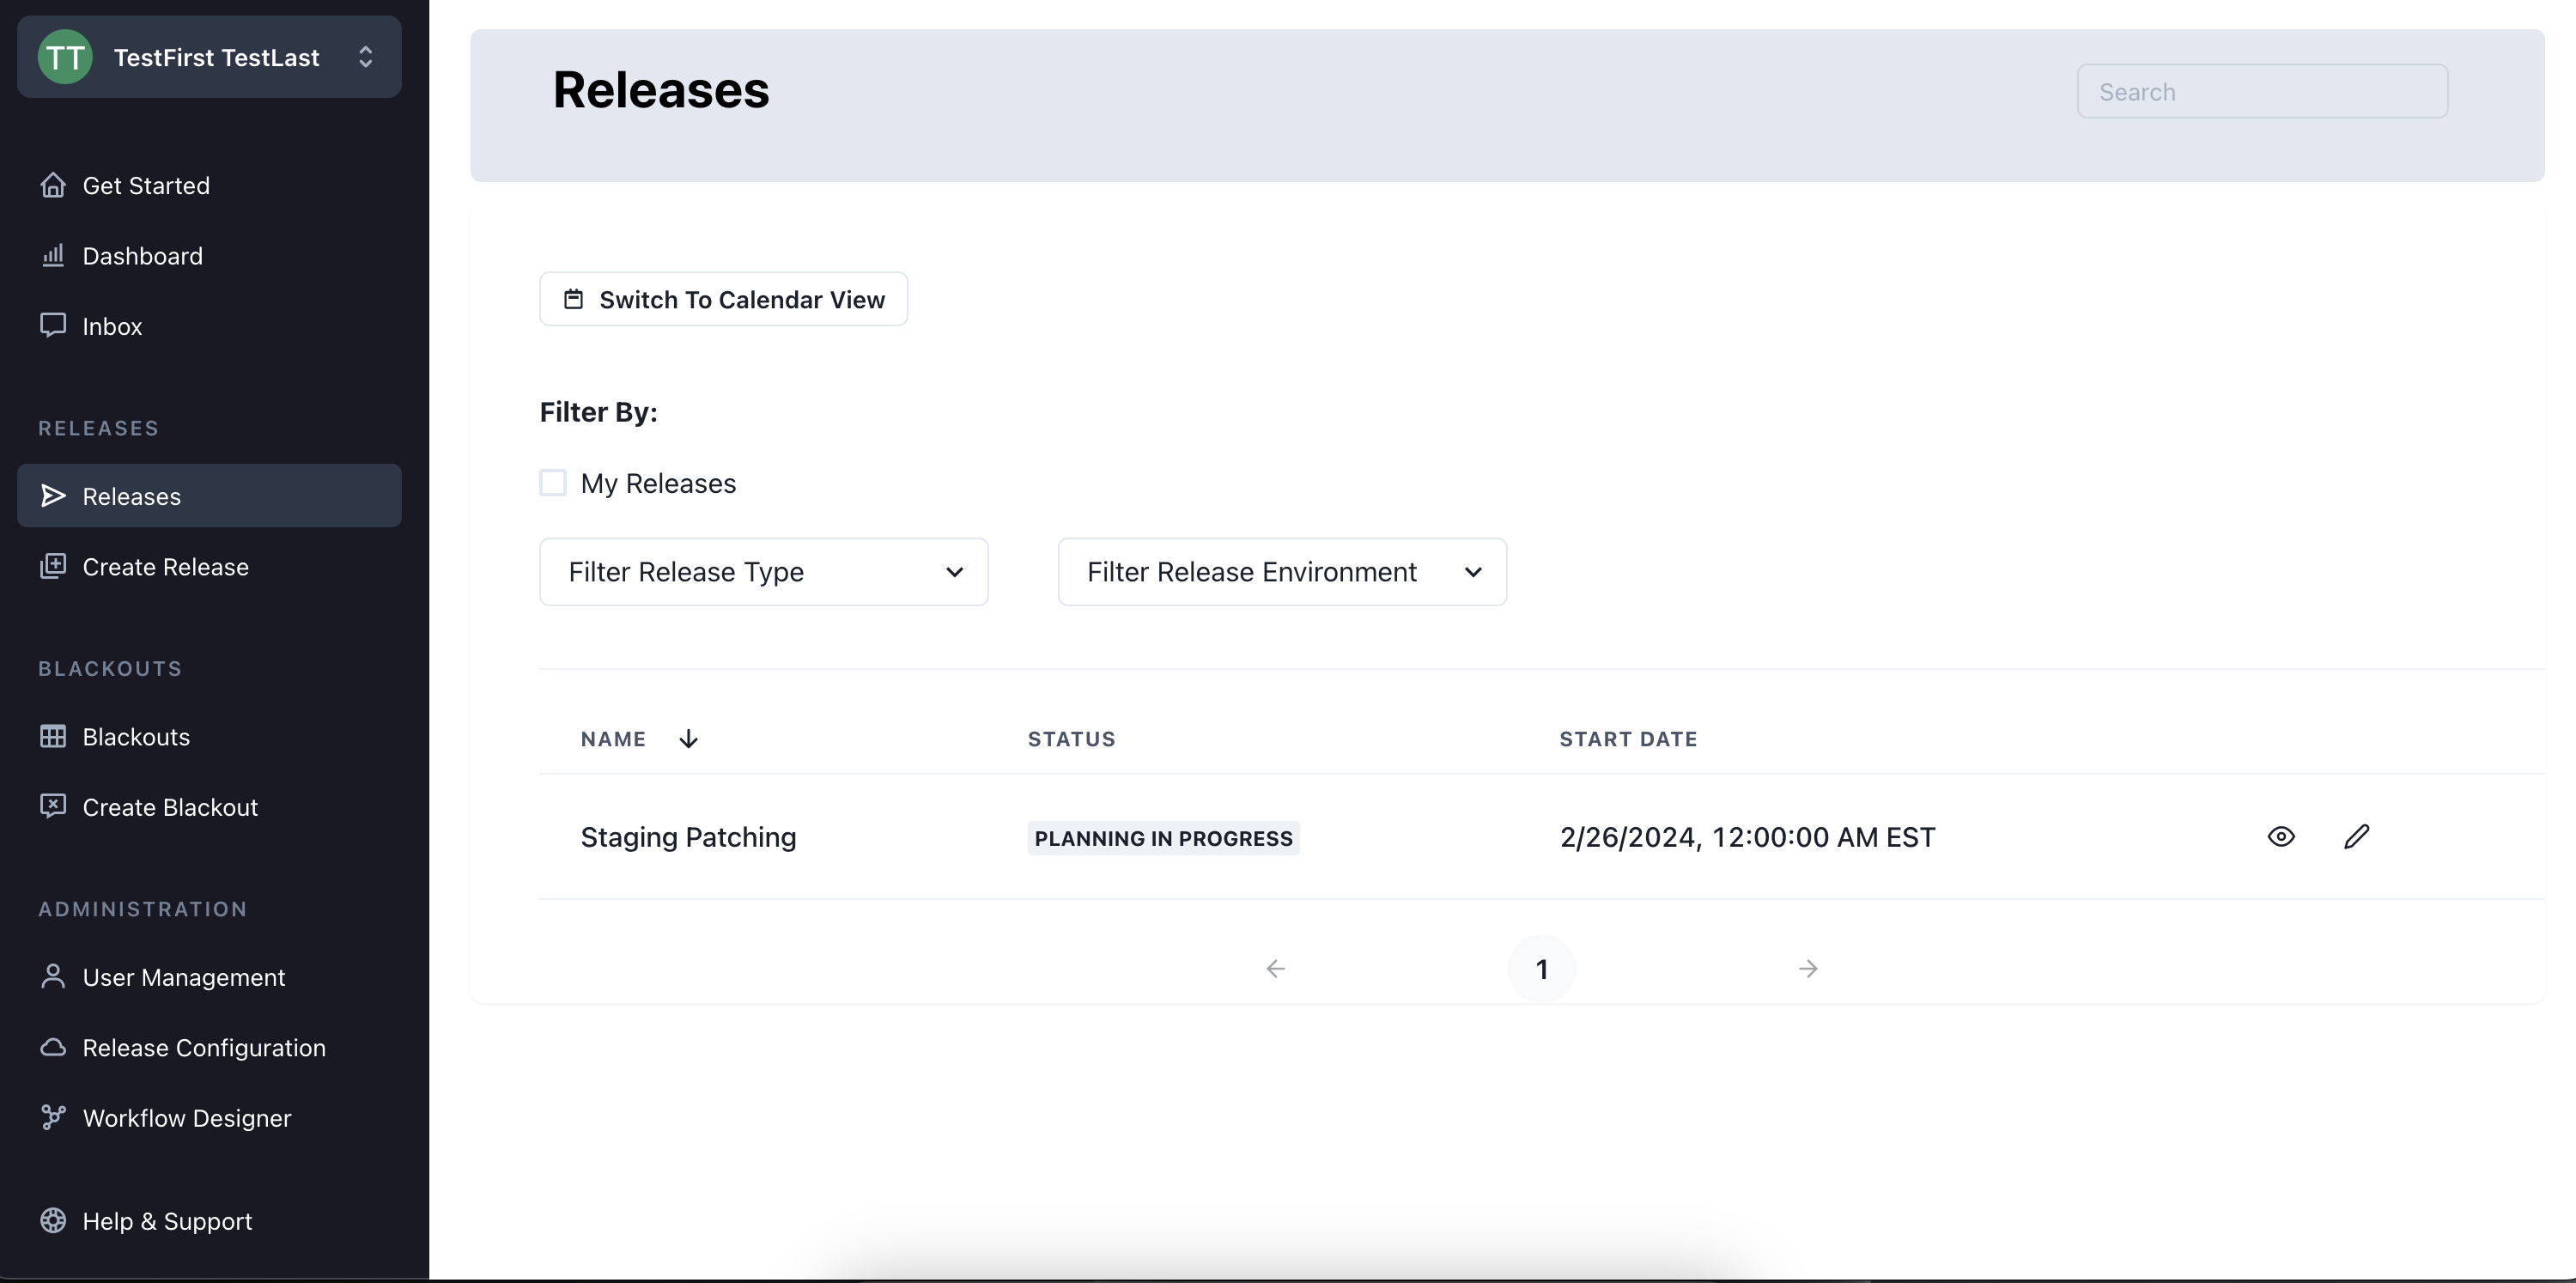 TT TestFirst TestLast
Get Started
Dashboard
Inbox
RELEASES
Releases
Create Release
BLACKOUTS
Blackouts
Create Blackout
ADMINISTRATION
User Management
Release Configuration
Workflow Designer
Help & Support
Releases
Search
Switch To Calendar View
Filter By:
My Releases
Filter Release Type
Filter Release Environment
NAME STATUS START DATE
Staging Patching PLANNING IN PROGRESS 2/26/2024, 12:00:00 AM EST
1